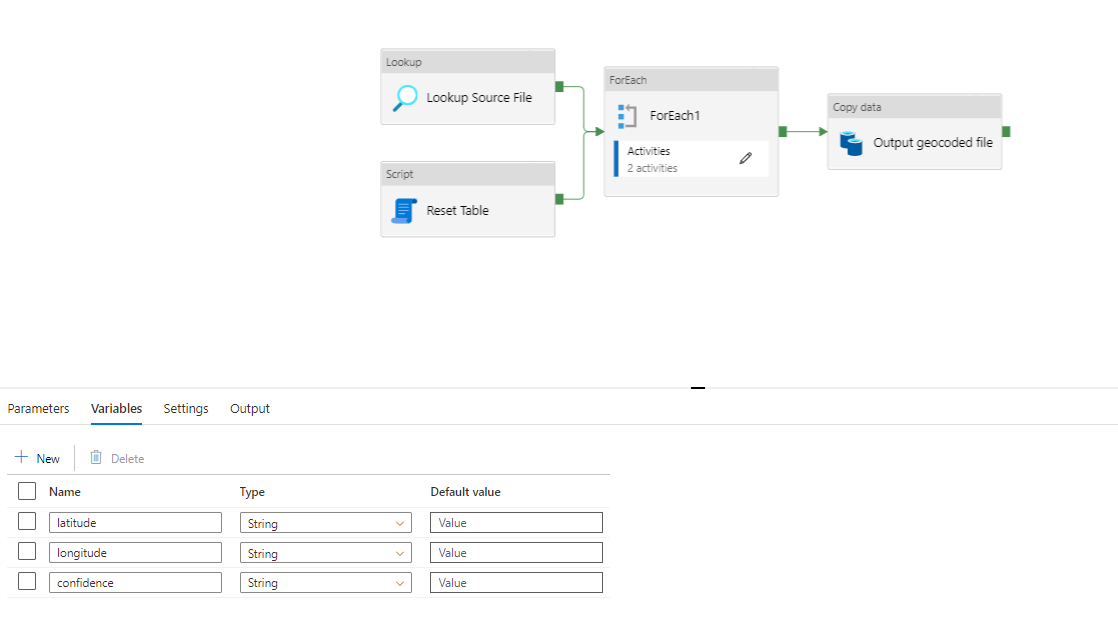 Lookup
Lookup Source File
Script
Reset Table
ForEach
ForEach1
Activities
2 activities
Copy data
Output geocoded file
Parameters Variables Settings Output
New Delete
Name Type Default value
latitude String Value
longitude String Value
confidence String Value